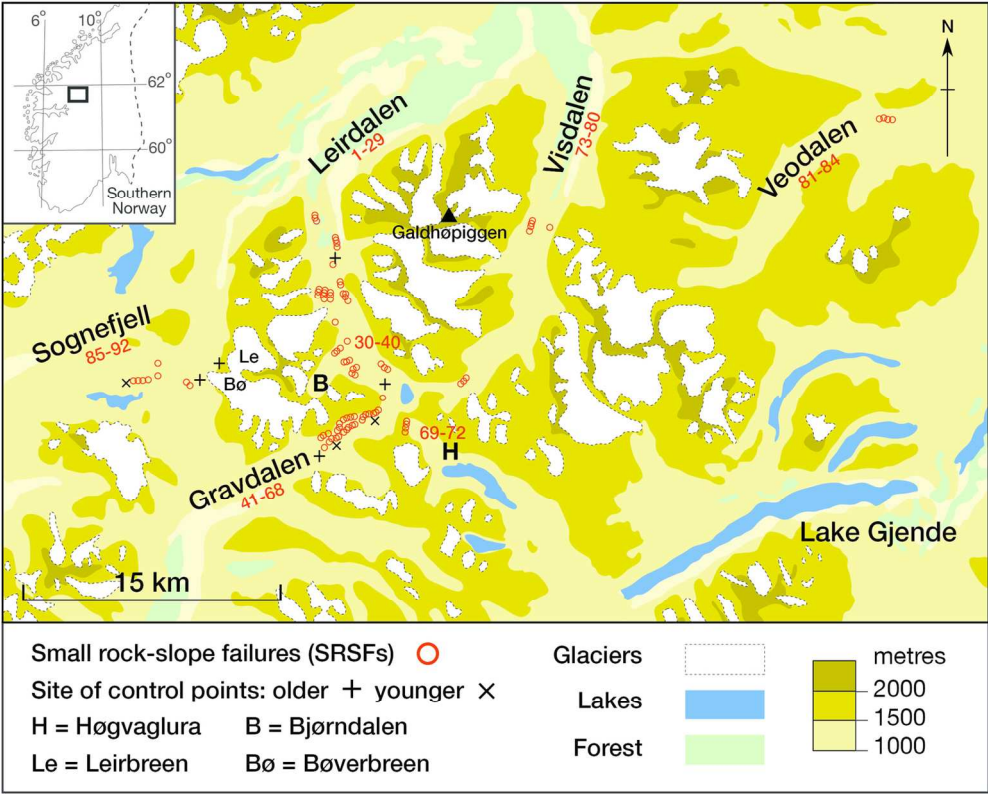 6° 10°
62°
60°
Southern
Norway
N
Leirdalen
1-29
Visdalen
73-80
Veodalen
81-84
Galdhøpiggen
Sognefjell
85-92
Le
Bø
B
30-40
69-72
H
Gravdalen
41-68
Lake Gjende
15 km
Small rock-slope failures (SRSFs)
Site of control points: older + younger ×
H = Høgvaglura B = Bjørndalen
Le = Leirbreen Bø = Bøverbreen
Glaciers
Lakes
Forest
metres
2000
1500
1000